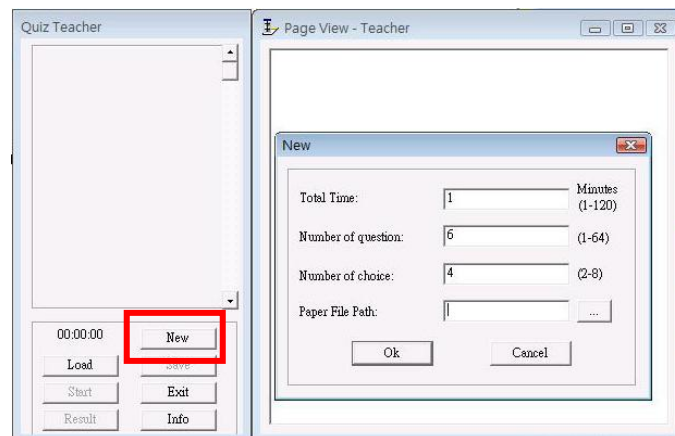 Quiz Teacher
00:00:00
New
Load
Save
Start
Exit
Result
Info
Page View - Teacher
New
Total Time:
1
Minutes
(1-120)
Number of question:
6
(1-64)
Number of choice:
4
(2-8)
Paper File Path:
...
Ok
Cancel